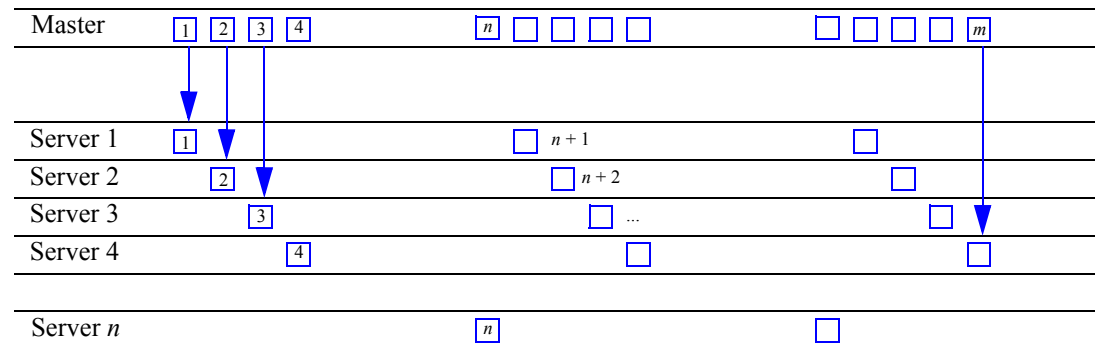 Master 1 2 3 4 n m
Server 1 1 n + 1
Server 2 2 n + 2
Server 3 3 ...
Server 4 4
Server n n